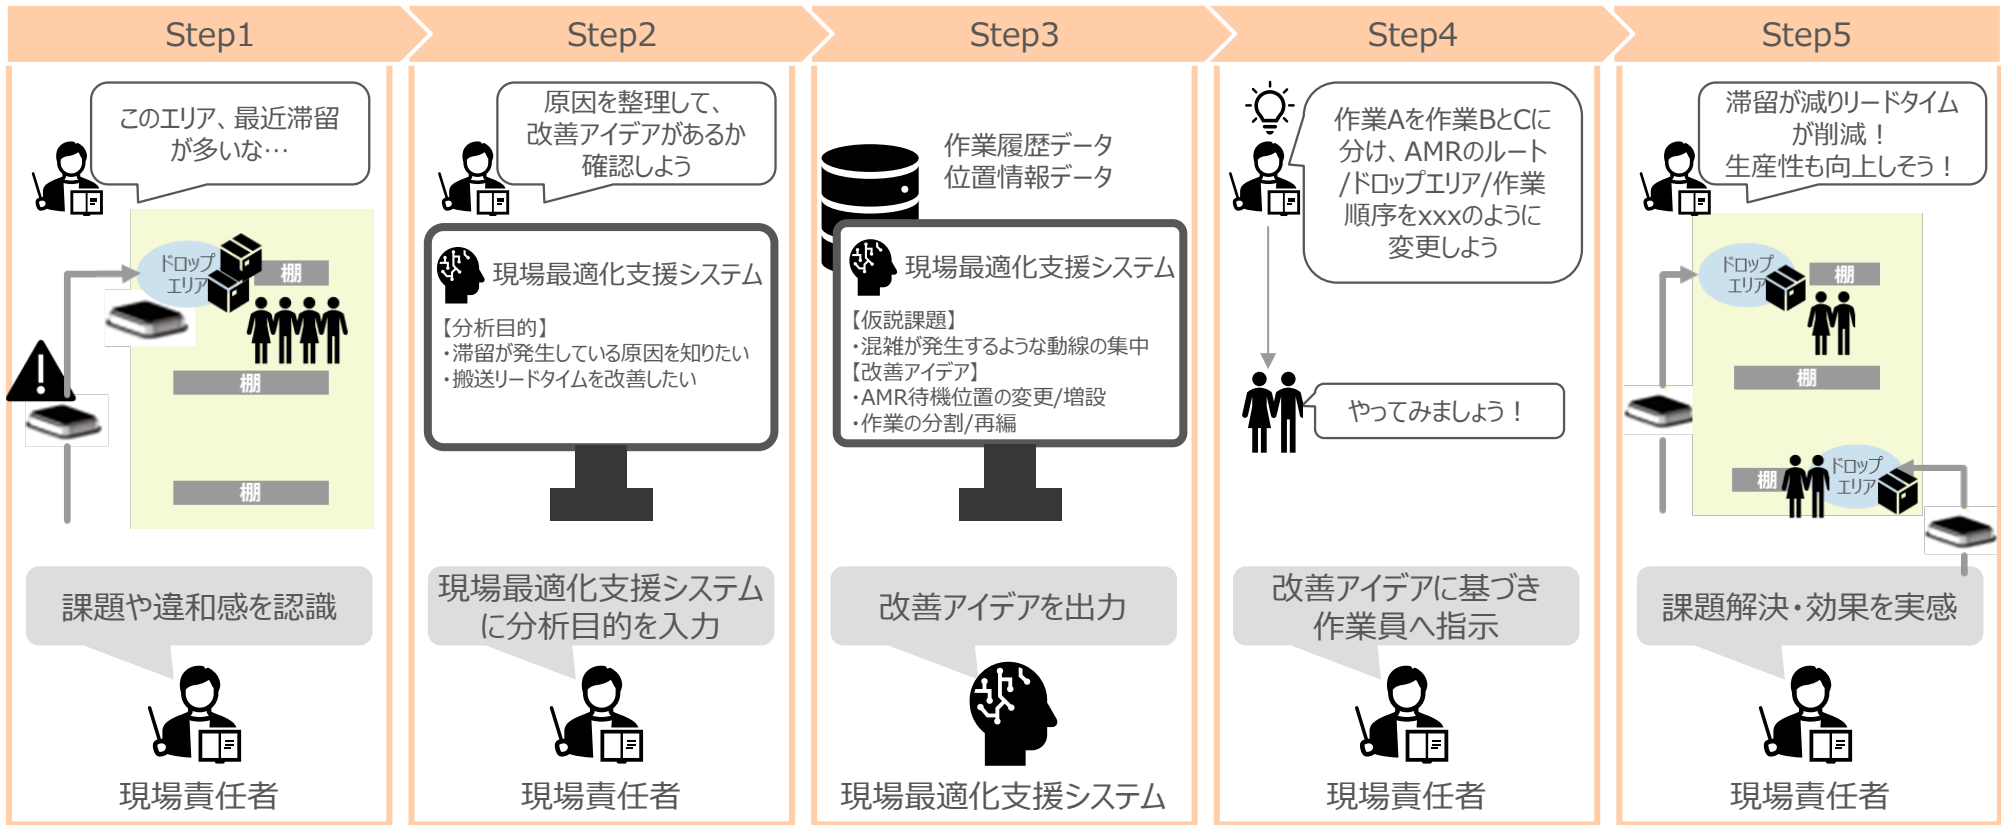 Step1
Step2
Step3
Step4
Step5
このエリア、最近滞留
が多いな…
ドロップ
エリア
棚
棚
棚
課題や違和感を認識
現場責任者
原因を整理して、
改善アイデアがあるか
確認しよう
現場最適化支援システム
【分析目的】
・滞留が発生している原因を知りたい
・搬送リードタイムを改善したい
現場最適化支援システム
に分析目的を入力
現場責任者
作業履歴データ
位置情報データ
現場最適化支援システム
【仮説課題】
・混雑が発生するような動線の集中
【改善アイデア】
・AMR待機位置の変更/増設
・作業の分割/再編
改善アイデアを出力
現場最適化支援システム
作業Aを作業BとCに
分け、AMRのルート
/ドロップエリア/作業
順序をxxxのように
変更しよう
やってみましょう！
改善アイデアに基づき
作業員へ指示
現場責任者
滞留が減りリードタイム
が削減！
生産性も向上しそう！
ドロップ
エリア
棚
棚
棚
ドロップ
エリア
課題解決・効果を実感
現場責任者